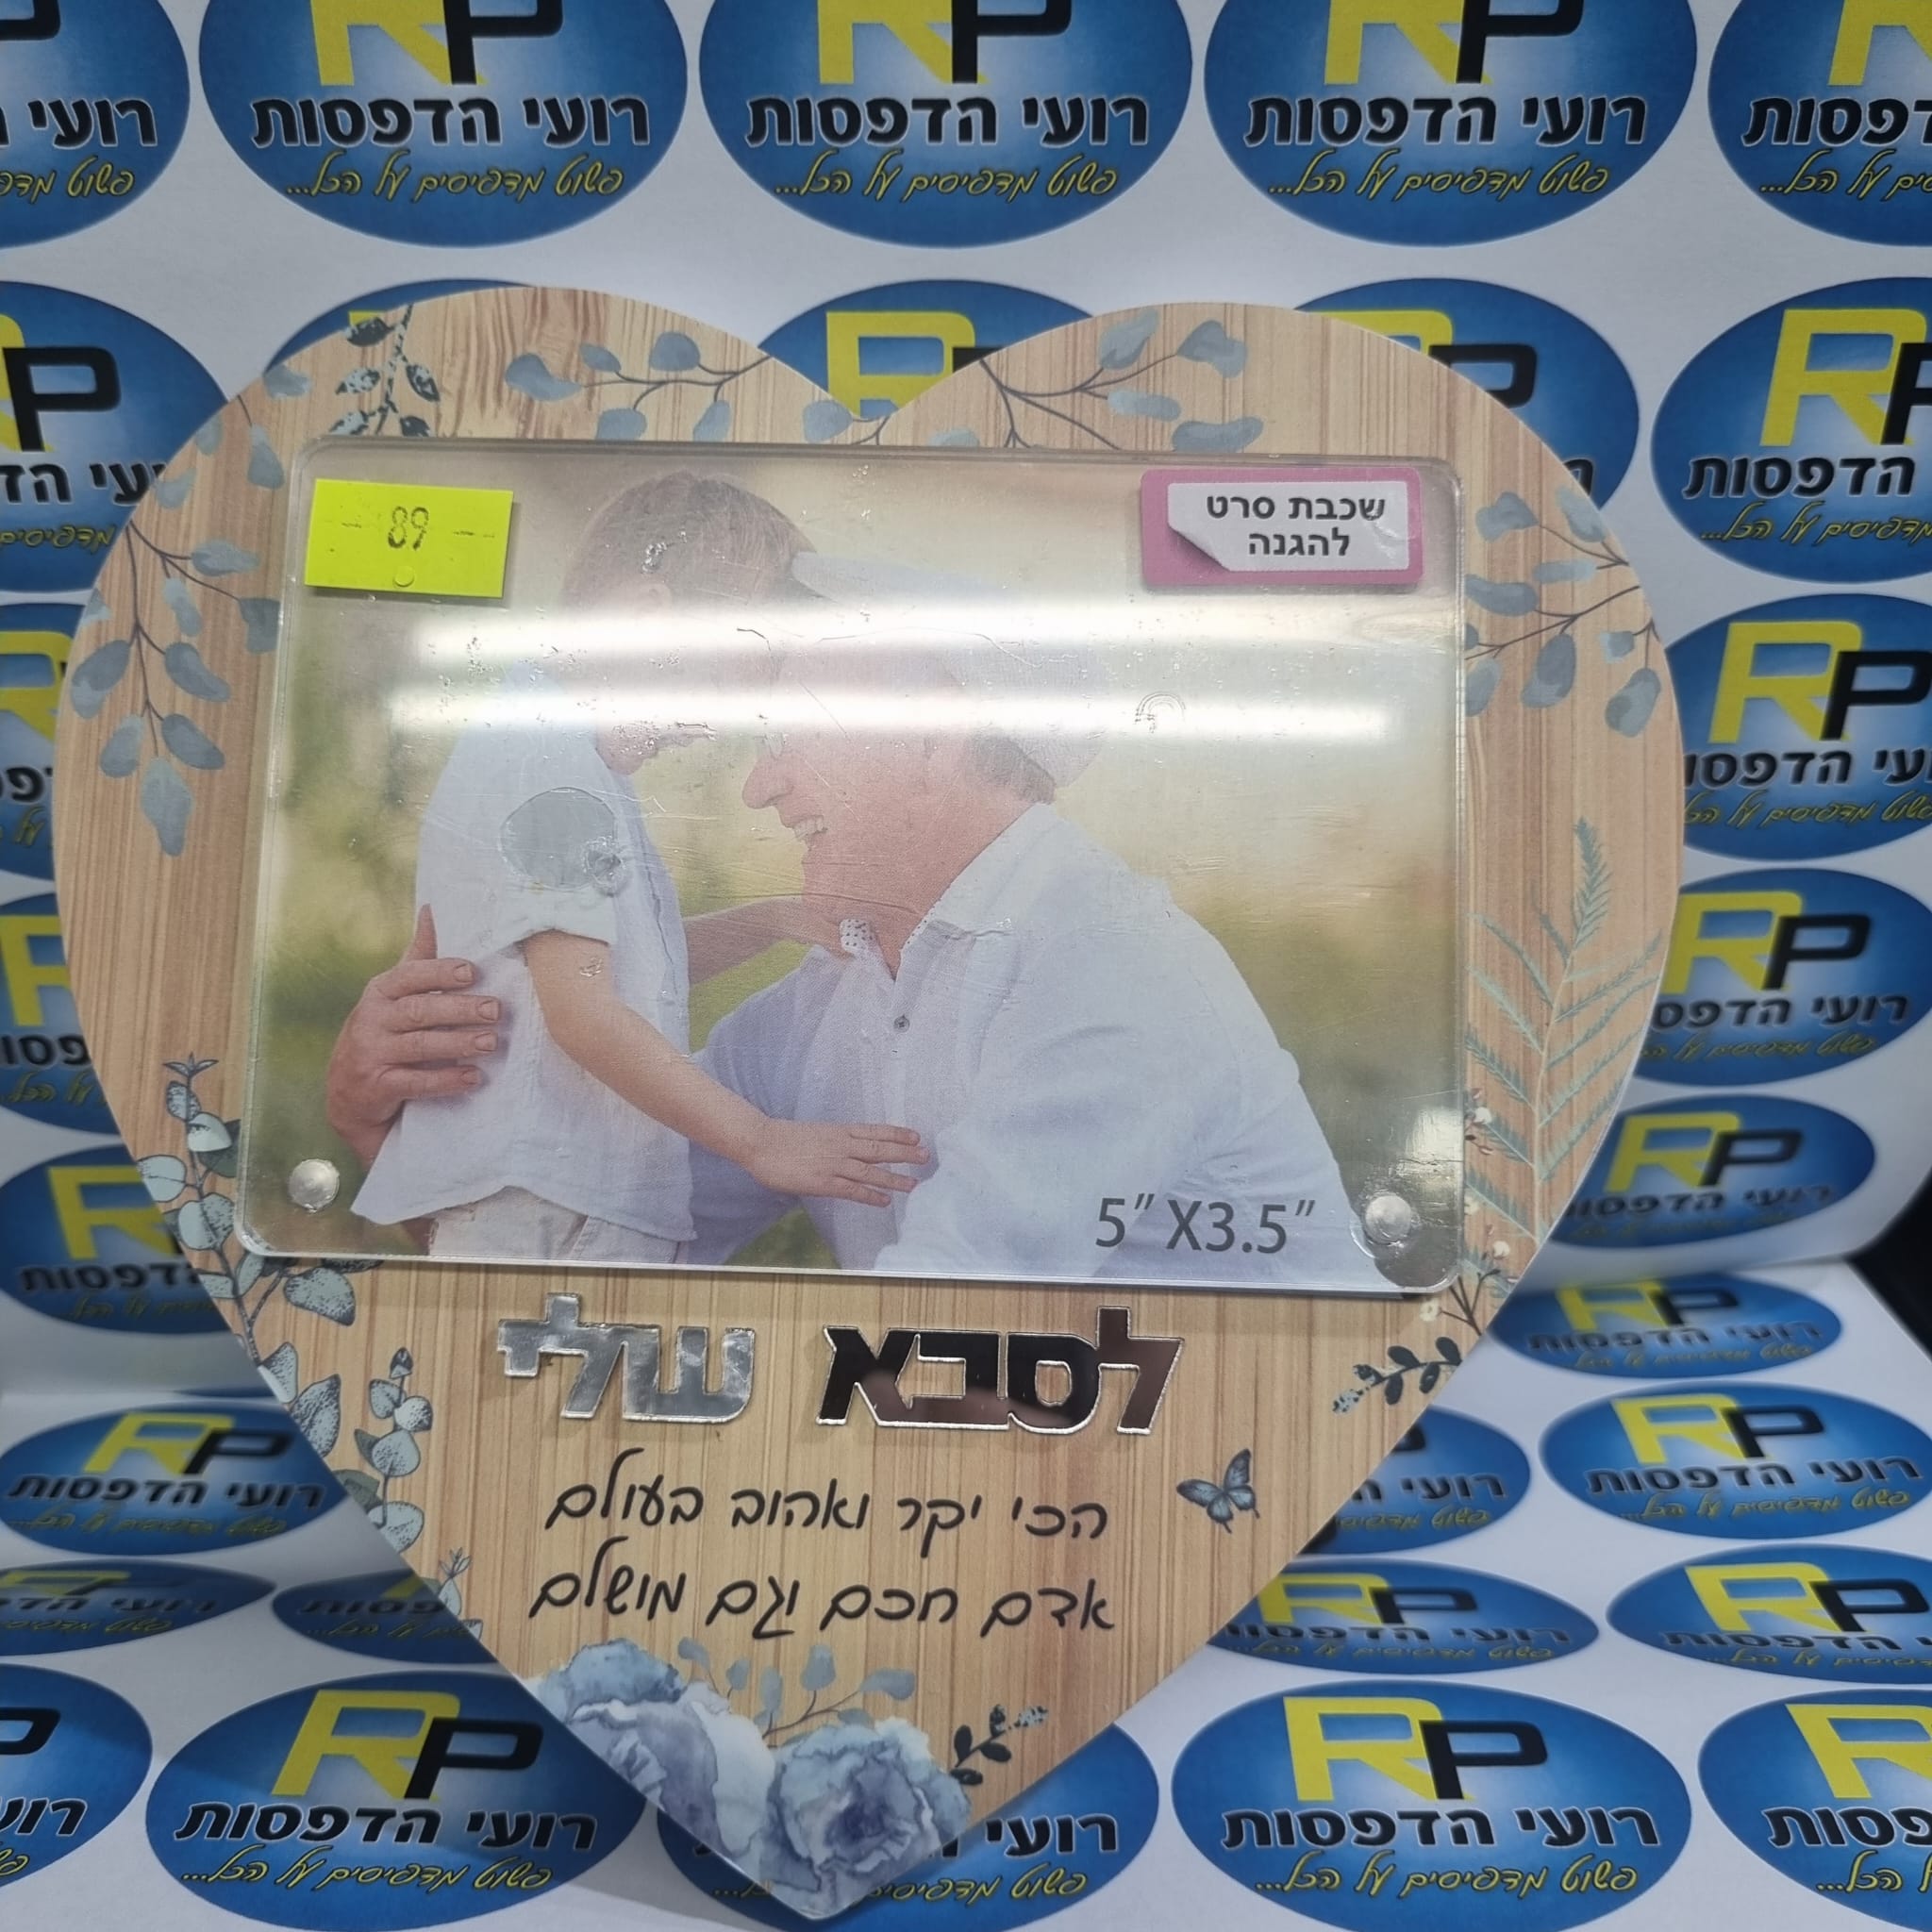 RP
רועי הדפסות
פשוט מדפיסים על הכל...
- 89 -
שכבת סרט
להגנה
5" X3.5"
לסבא שלי
הכי יקר ואהוב בעולם
אדם חכם וגם מושלם